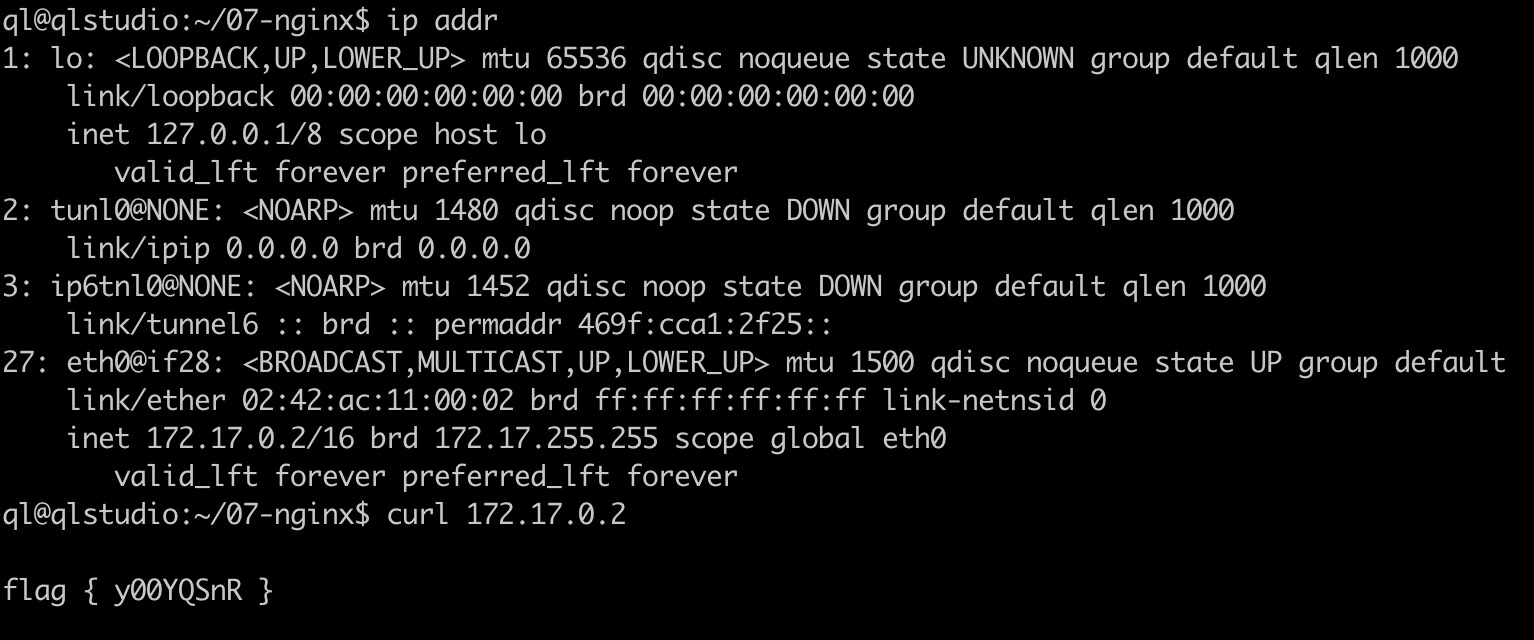 ql@qlstudio:~/07-nginx$ ip addr
1: lo: <LOOPBACK,UP,LOWER_UP> mtu 65536 qdisc noqueue state UNKNOWN group default qlen 1000
    link/loopback 00:00:00:00:00:00 brd 00:00:00:00:00:00
    inet 127.0.0.1/8 scope host lo
       valid_lft forever preferred_lft forever
2: tunl0@NONE: <NOARP> mtu 1480 qdisc noop state DOWN group default qlen 1000
    link/ipip 0.0.0.0 brd 0.0.0.0
3: ip6tnl0@NONE: <NOARP> mtu 1452 qdisc noop state DOWN group default qlen 1000
    link/tunnel6 :: brd :: permaddr 469f:cca1:2f25::
27: eth0@if28: <BROADCAST,MULTICAST,UP,LOWER_UP> mtu 1500 qdisc noqueue state UP group default
    link/ether 02:42:ac:11:00:02 brd ff:ff:ff:ff:ff:ff link-netnsid 0
    inet 172.17.0.2/16 brd 172.17.255.255 scope global eth0
       valid_lft forever preferred_lft forever
ql@qlstudio:~/07-nginx$ curl 172.17.0.2

flag { y00YQSnR }